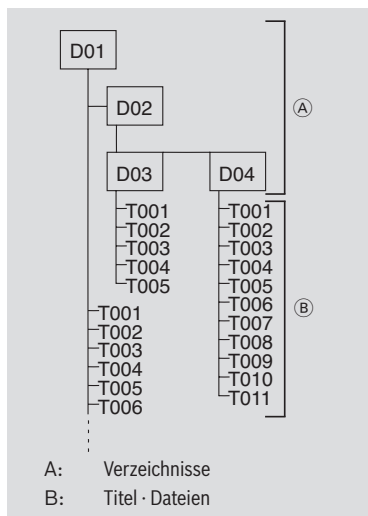 D01
D02
Ⓐ
D03 D04
T001 T001
T002 T002
T003 T003
T004 T004
T005 T005
T006
T007
T008
T009
T010
T011
Ⓑ
T001
T002
T003
T004
T005
T006
A: Verzeichnisse
B: Titel · Dateien